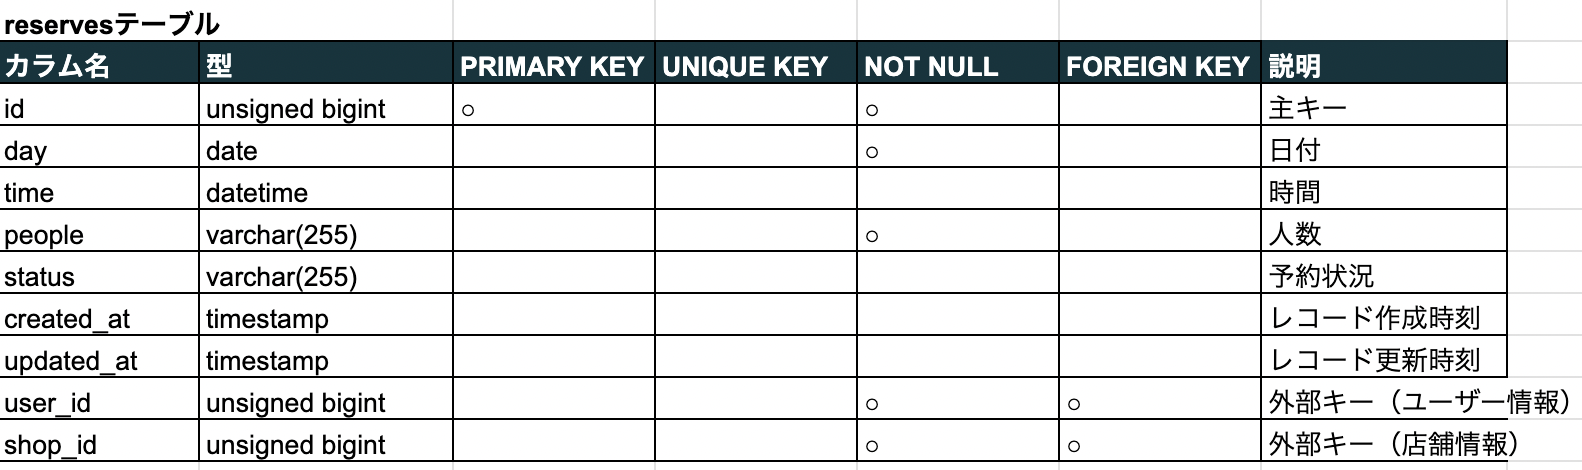 reservesテーブル
カラム名 型 PRIMARY KEY UNIQUE KEY NOT NULL FOREIGN KEY 説明
id unsigned bigint ○ ○ 主キー
day date ○ 日付
time datetime 時間
people varchar(255) ○ 人数
status varchar(255) 予約状況
created_at timestamp レコード作成時刻
updated_at timestamp レコード更新時刻
user_id unsigned bigint ○ ○ 外部キー（ユーザー情報）
shop_id unsigned bigint ○ ○ 外部キー（店舗情報）